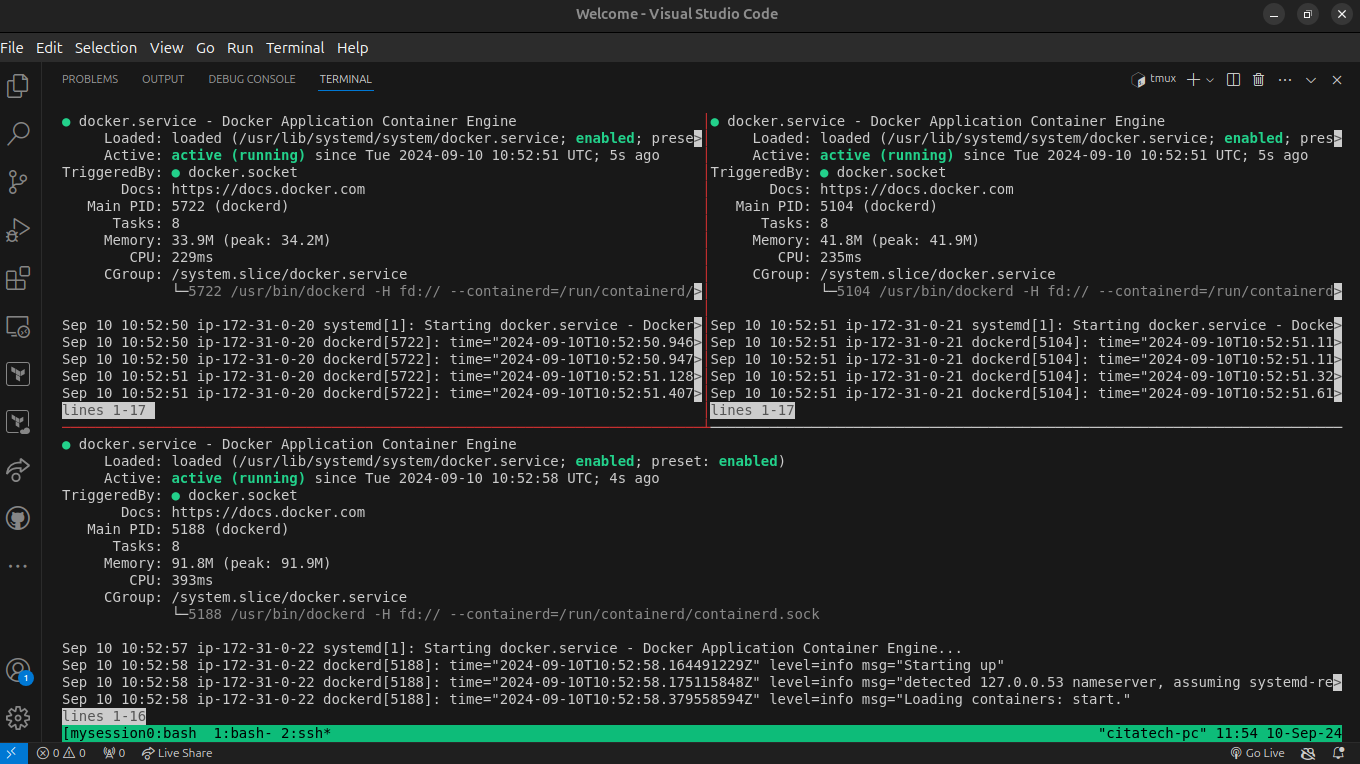 Welcome - Visual Studio Code
File Edit Selection View Go Run Terminal Help
PROBLEMS OUTPUT DEBUG CONSOLE TERMINAL
tmux
● docker.service - Docker Application Container Engine
Loaded: loaded (/usr/lib/systemd/system/docker.service; enabled; prese>
Active: active (running) since Tue 2024-09-10 10:52:51 UTC; 5s ago
TriggeredBy: ● docker.socket
Docs: https://docs.docker.com
Main PID: 5722 (dockerd)
Tasks: 8
Memory: 33.9M (peak: 34.2M)
CPU: 229ms
CGroup: /system.slice/docker.service
└─5722 /usr/bin/dockerd -H fd:// --containerd=/run/containerd/>
Sep 10 10:52:50 ip-172-31-0-20 systemd[1]: Starting docker.service - Docker>
Sep 10 10:52:50 ip-172-31-0-20 dockerd[5722]: time="2024-09-10T10:52:50.946>
Sep 10 10:52:50 ip-172-31-0-20 dockerd[5722]: time="2024-09-10T10:52:50.947>
Sep 10 10:52:51 ip-172-31-0-20 dockerd[5722]: time="2024-09-10T10:52:51.128>
Sep 10 10:52:51 ip-172-31-0-20 dockerd[5722]: time="2024-09-10T10:52:51.407>
lines 1-17
● docker.service - Docker Application Container Engine
Loaded: loaded (/usr/lib/systemd/system/docker.service; enabled; pres>
Active: active (running) since Tue 2024-09-10 10:52:51 UTC; 5s ago
TriggeredBy: ● docker.socket
Docs: https://docs.docker.com
Main PID: 5104 (dockerd)
Tasks: 8
Memory: 41.8M (peak: 41.9M)
CPU: 235ms
CGroup: /system.slice/docker.service
└─5104 /usr/bin/dockerd -H fd:// --containerd=/run/containerd>
Sep 10 10:52:51 ip-172-31-0-21 systemd[1]: Starting docker.service - Docke>
Sep 10 10:52:51 ip-172-31-0-21 dockerd[5104]: time="2024-09-10T10:52:51.11>
Sep 10 10:52:51 ip-172-31-0-21 dockerd[5104]: time="2024-09-10T10:52:51.11>
Sep 10 10:52:51 ip-172-31-0-21 dockerd[5104]: time="2024-09-10T10:52:51.32>
Sep 10 10:52:51 ip-172-31-0-21 dockerd[5104]: time="2024-09-10T10:52:51.61>
lines 1-17
● docker.service - Docker Application Container Engine
Loaded: loaded (/usr/lib/systemd/system/docker.service; enabled; preset: enabled)
Active: active (running) since Tue 2024-09-10 10:52:58 UTC; 4s ago
TriggeredBy: ● docker.socket
Docs: https://docs.docker.com
Main PID: 5188 (dockerd)
Tasks: 8
Memory: 91.8M (peak: 91.9M)
CPU: 393ms
CGroup: /system.slice/docker.service
└─5188 /usr/bin/dockerd -H fd:// --containerd=/run/containerd/containerd.sock
Sep 10 10:52:57 ip-172-31-0-22 systemd[1]: Starting docker.service - Docker Application Container Engine...
Sep 10 10:52:58 ip-172-31-0-22 dockerd[5188]: time="2024-09-10T10:52:58.164491229Z" level=info msg="Starting up"
Sep 10 10:52:58 ip-172-31-0-22 dockerd[5188]: time="2024-09-10T10:52:58.175115848Z" level=info msg="detected 127.0.0.53 nameserver, assuming systemd-re>
Sep 10 10:52:58 ip-172-31-0-22 dockerd[5188]: time="2024-09-10T10:52:58.379558594Z" level=info msg="Loading containers: start."
lines 1-16
[mysession0:bash 1:bash- 2:ssh* "citatech-pc" 11:54 10-Sep-24
1
0 0 0 Live Share Go Live